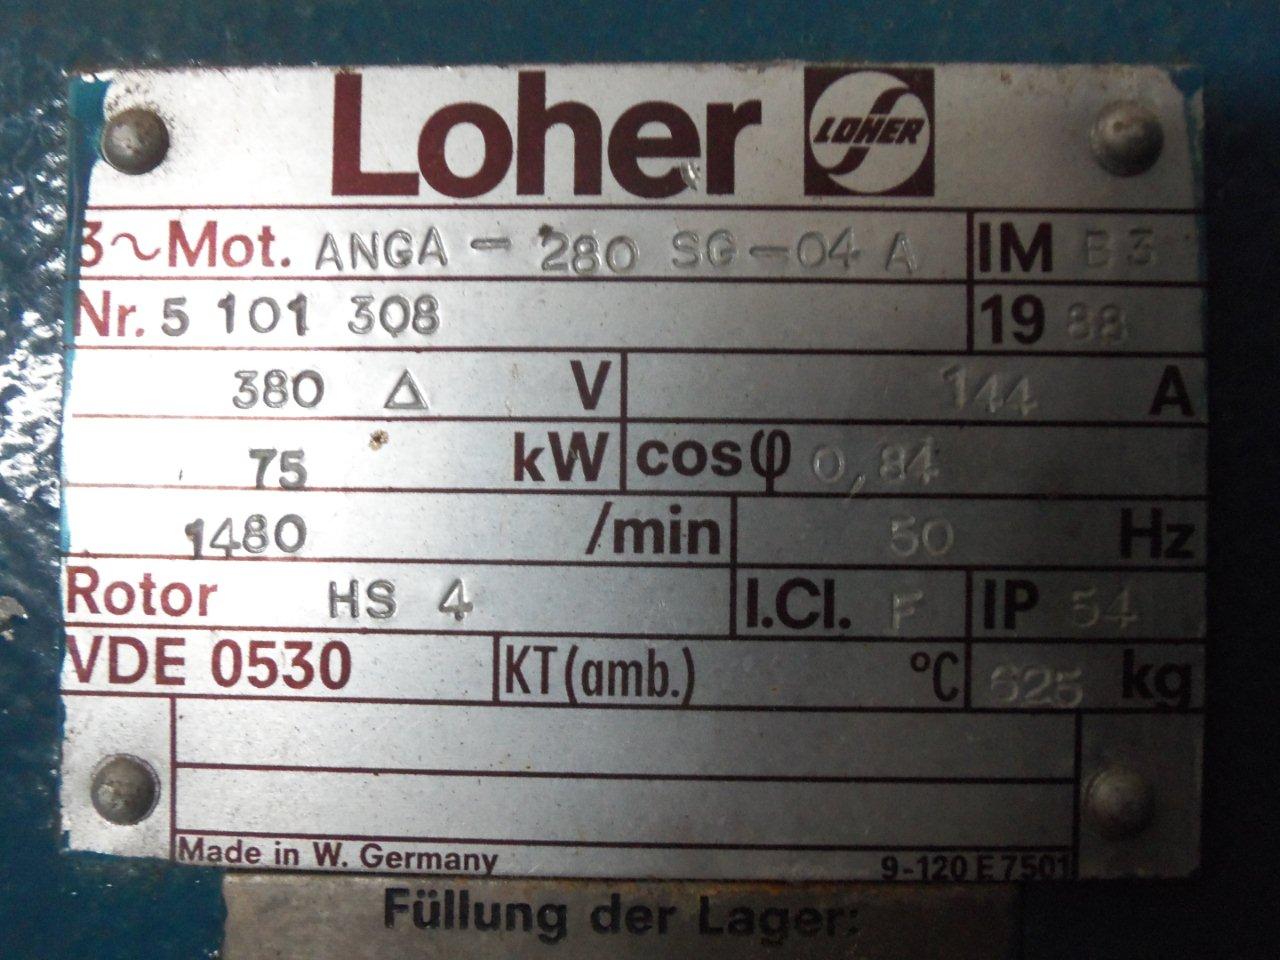 Loher LOHER
3~Mot. ANGA - 280 SG-04 A IM B3
Nr. 5 101 308 1988
380 Δ V 144 A
75 kW cosφ 0,84
1480 /min 50 Hz
Rotor HS 4 I.Cl. F IP 54
VDE 0530 KT (amb.) °C 625 kg
Made in W. Germany 9-120 E 7501
Füllung der Lager: